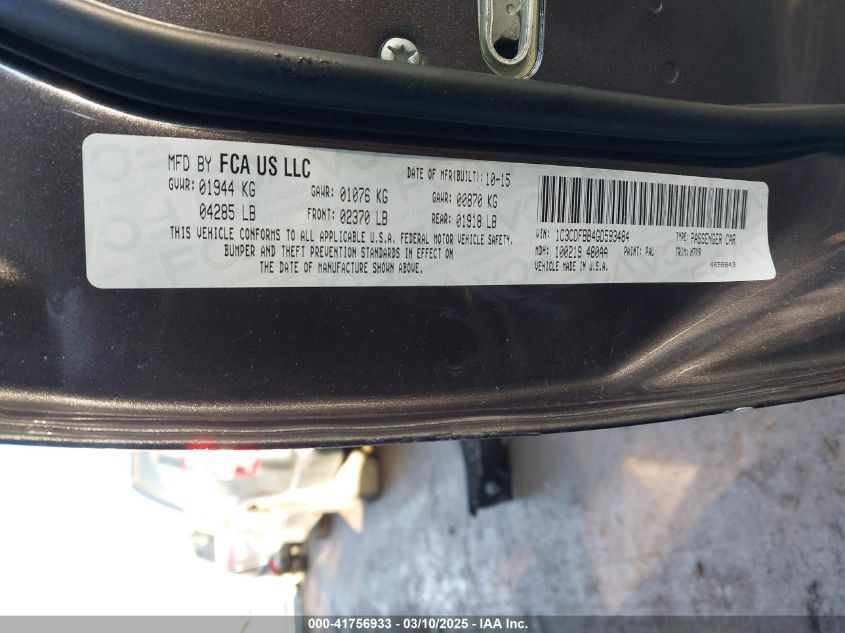 MFD BY FCA US LLC
DATE OF MFR(BUILT): 10-15
GVWR: 01944 KG
04285 LB
GAWR: 01076 KG
FRONT: 02370 LB
GAWR: 00870 KG
REAR: 01918 LB
THIS VEHICLE CONFORMS TO ALL APPLICABLE U.S.A. FEDERAL MOTOR VEHICLE SAFETY,
BUMPER AND THEFT PREVENTION STANDARDS IN EFFECT ON
THE DATE OF MANUFACTURE SHOWN ABOVE.
VIN: 1C3CDFBB4GD593484
TYPE: PASSENGER CAR
MDH: 100219 480AA
PAINT: PAU
TRIM:
VEHICLE MADE IN U.S.A.
4658843
000-41756933 — 03/10/2025 — IAA, Inc.